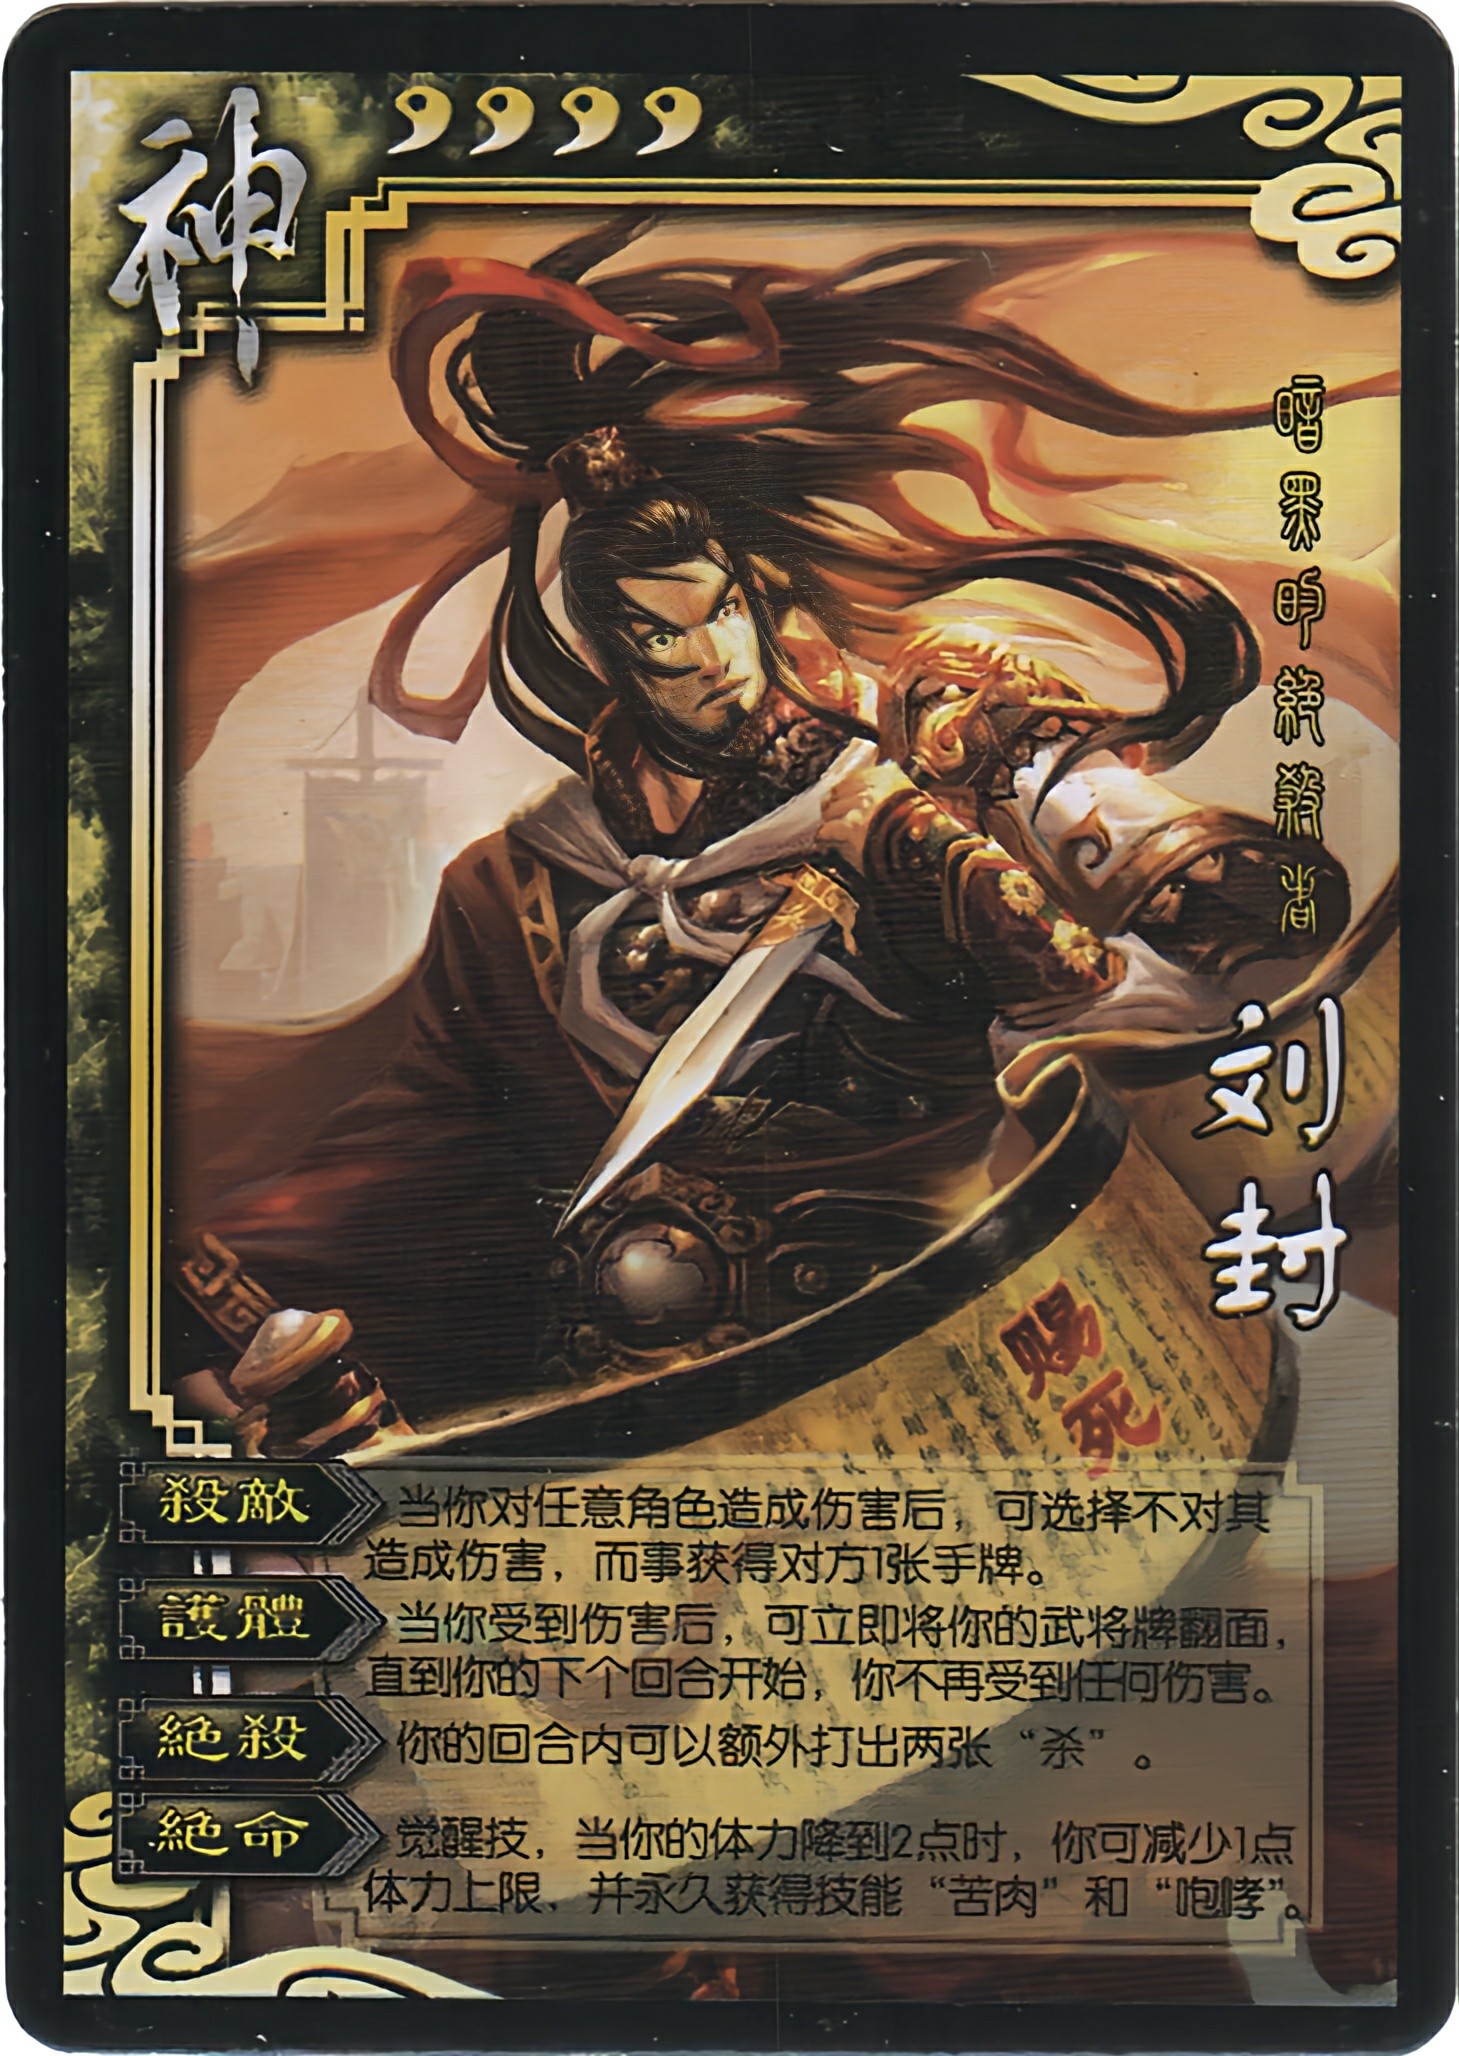 神
暗黑的絕殺者
刘封
赐死
殺敵
当你对任意角色造成伤害后，可选择不对其
造成伤害，而事获得对方1张手牌。
護體
当你受到伤害后，可立即将你的武将牌翻面，
直到你的下个回合开始，你不再受到任何伤害。
絕殺
你的回合内可以额外打出两张“杀”。
絕命
觉醒技，当你的体力降到2点时，你可减少1点
体力上限，并永久获得技能“苦肉”和“咆哮”。